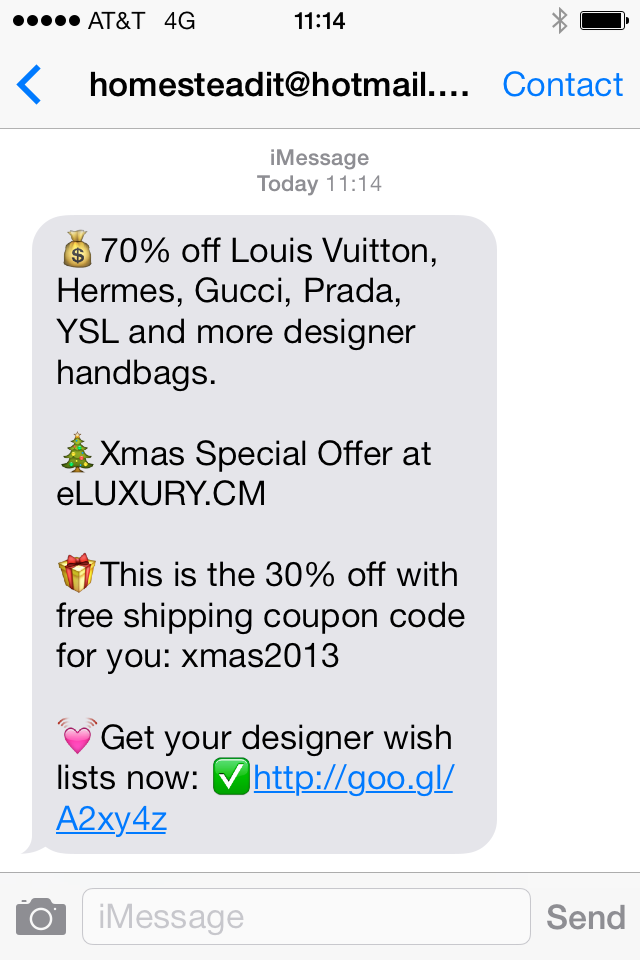 AT&T 4G 11:14
homesteadit@hotmail.... Contact
iMessage
Today 11:14
💰70% off Louis Vuitton,
Hermes, Gucci, Prada,
YSL and more designer
handbags.
🎄Xmas Special Offer at
eLUXURY.CM
🎁This is the 30% off with
free shipping coupon code
for you: xmas2013
💓Get your designer wish
lists now: ✅http://goo.gl/
A2xy4z
iMessage Send